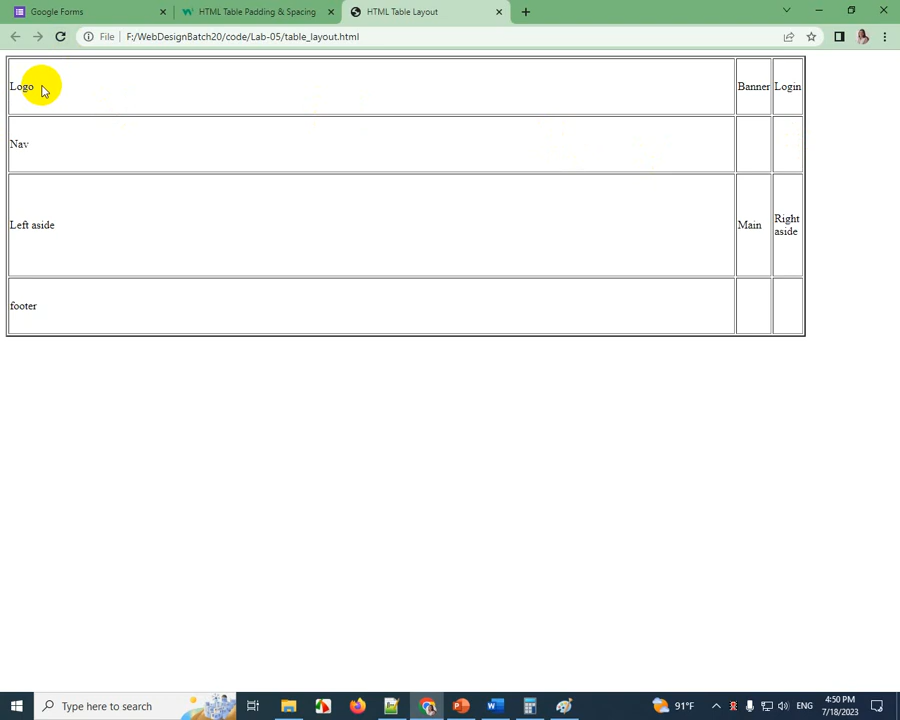 Google Forms
HTML Table Padding & Spacing
HTML Table Layout
File
F:/WebDesignBatch20/code/Lab-05/table_layout.html
Logo
Banner
Login
Nav
Left aside
Main
Right
aside
footer
Type here to search
91°F
ENG
4:50 PM
7/18/2023